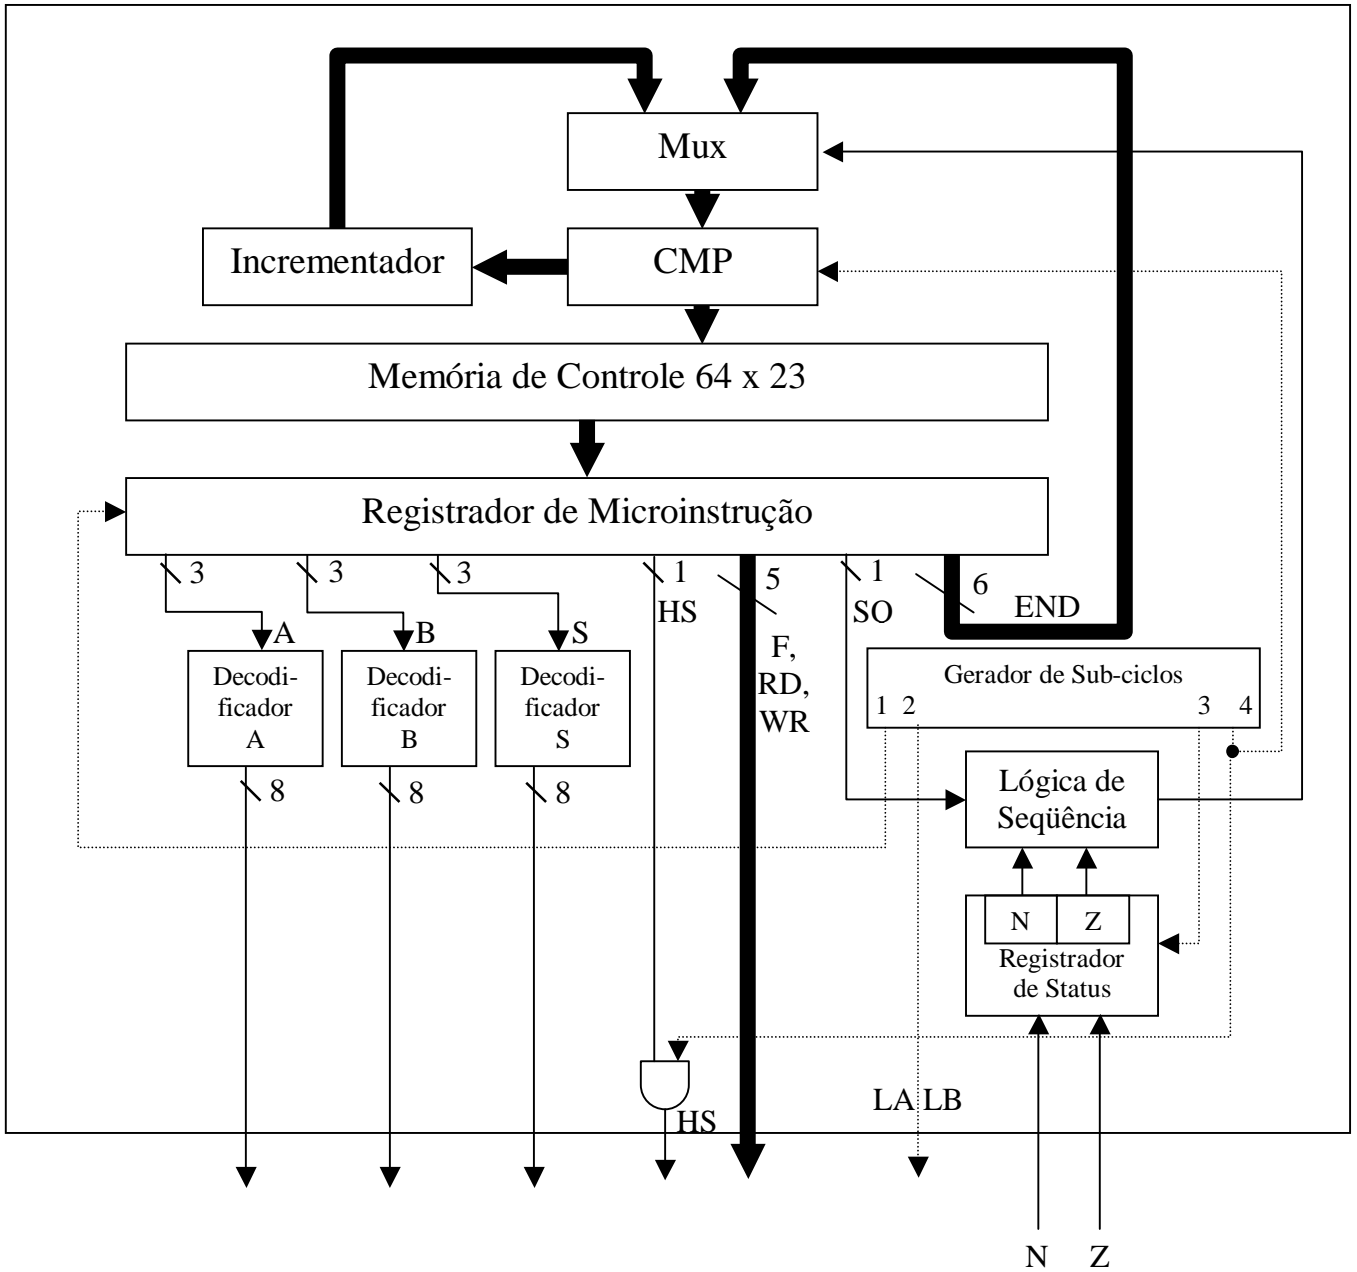 Mux
Incrementador
CMP
Memória de Controle 64 x 23
Registrador de Microinstrução
3
3
3
1
HS
5
F,
RD,
WR
1
SO
6
END
A
B
S
Decodi-
ficador
A
Decodi-
ficador
B
Decodi-
ficador
S
Gerador de Sub-ciclos
1 2 3 4
8
8
8
Lógica de
Seqüência
N Z
Registrador
de Status
LA LB
HS
N Z